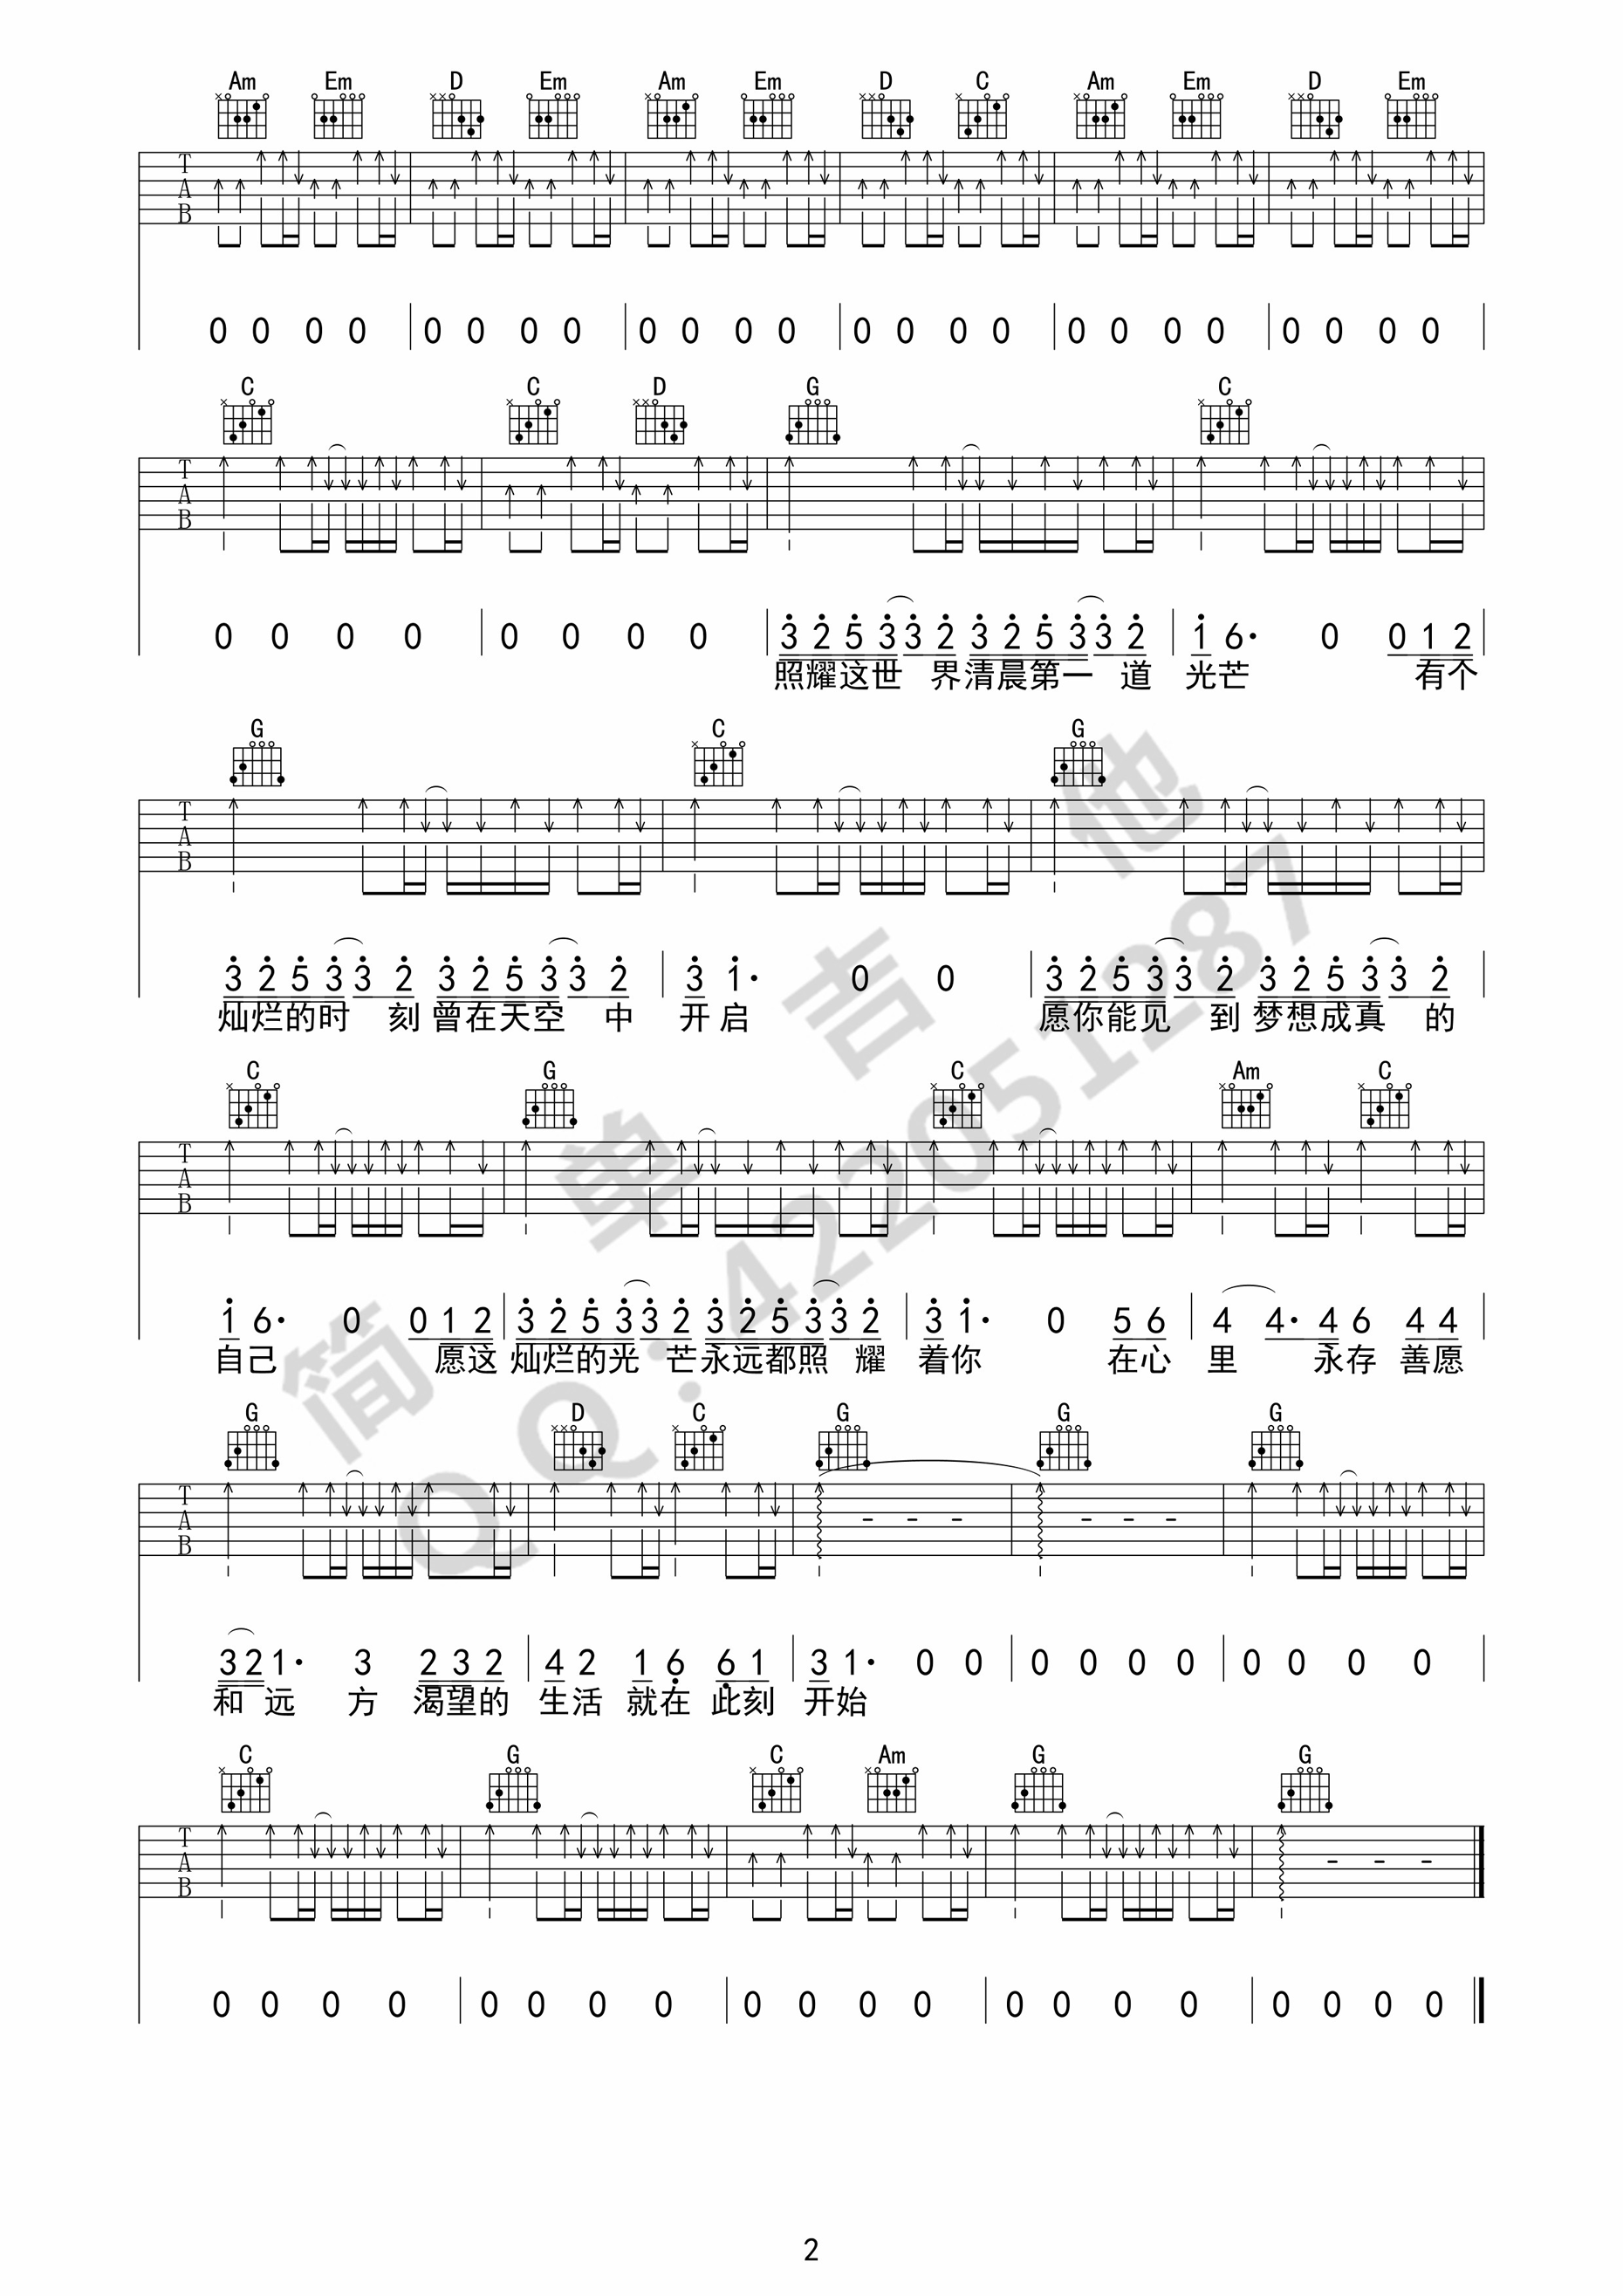 Am Em D Em Am Em D C Am Em D Em
T A B
0 0 0 0 | 0 0 0 0 | 0 0 0 0 | 0 0 0 0 | 0 0 0 0 | 0 0 0 0
C C D G C
T A B
0 0 0 0 | 0 0 0 0 | 3 2 5 3 3 2 3 2 5 3 3 2 | 1 6· 0 0 1 2
照耀这世 界清晨第一 道 光芒 有个
G C G
T A B
3 2 5 3 3 2 3 2 5 3 3 2 | 3 1· 0 0 | 3 2 5 3 3 2 3 2 5 3 3 2
灿烂的时 刻 曾在天空 中 开启 愿你能见 到 梦想成真 的
C G C Am C
T A B
1 6· 0 0 1 2 | 3 2 5 3 3 2 3 2 5 3 3 2 | 3 1· 0 5 6 | 4 4· 4 6 4 4
自己 愿这 灿烂的光 芒永远都照 耀 着你 在心 里 永存 善愿
G D C G G G
T A B
3 2 1· 3 2 3 2 | 4 2 1 6 6 1 | 3 1· 0 0 | 0 0 0 0 | 0 0 0 0
和 远 方 渴望的 生活 就在 此刻 开始
C G C Am G G
T A B
0 0 0 0 | 0 0 0 0 | 0 0 0 0 | 0 0 0 0 | 0 0 0 0
简单吉他
QQ:422051287
2